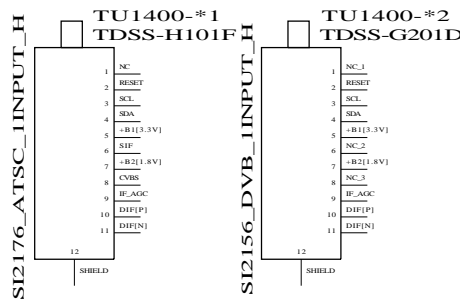 TU1400-*1
TDSS-H101F
SI2176_ATSC_1INPUT_H
1 NC
2 RESET
3 SCL
4 SDA
5 +B1[3.3V]
6 SIF
7 +B2[1.8V]
8 CVBS
9 IF_AGC
10 DIF[P]
11 DIF[N]
12
SHIELD
TU1400-*2
TDSS-G201D
SI2156_DVB_1INPUT_H
1 NC_1
2 RESET
3 SCL
4 SDA
5 +B1[3.3V]
6 NC_2
7 +B2[1.8V]
8 NC_3
9 IF_AGC
10 DIF[P]
11 DIF[N]
12
SHIELD